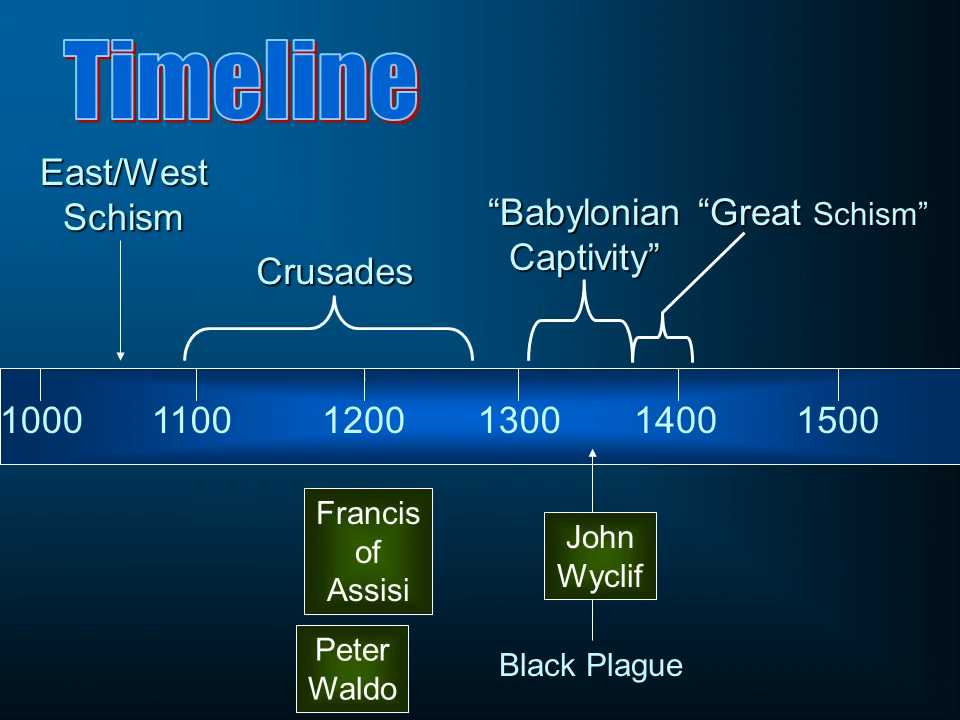 Timeline
East/West
Schism
Crusades
“Babylonian
Captivity”
“Great Schism”
1000 1100 1200 1300 1400 1500
Francis
of
Assisi
Peter
Waldo
John
Wyclif
Black Plague